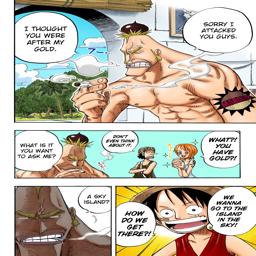 SORRY I
ATTACKED
YOU GUYS.
I THOUGHT
YOU WERE
AFTER MY
GOLD.
WHAT?!
YOU
HAVE
GOLD?!
DON'T
EVEN THINK
ABOUT IT.
WHAT IS IT
YOU WANT
TO ASK ME?
WE
WANNA
GO TO THE
ISLAND
IN THE
SKY!
HOW
DO WE
GET
THERE?!
A SKY
ISLAND?